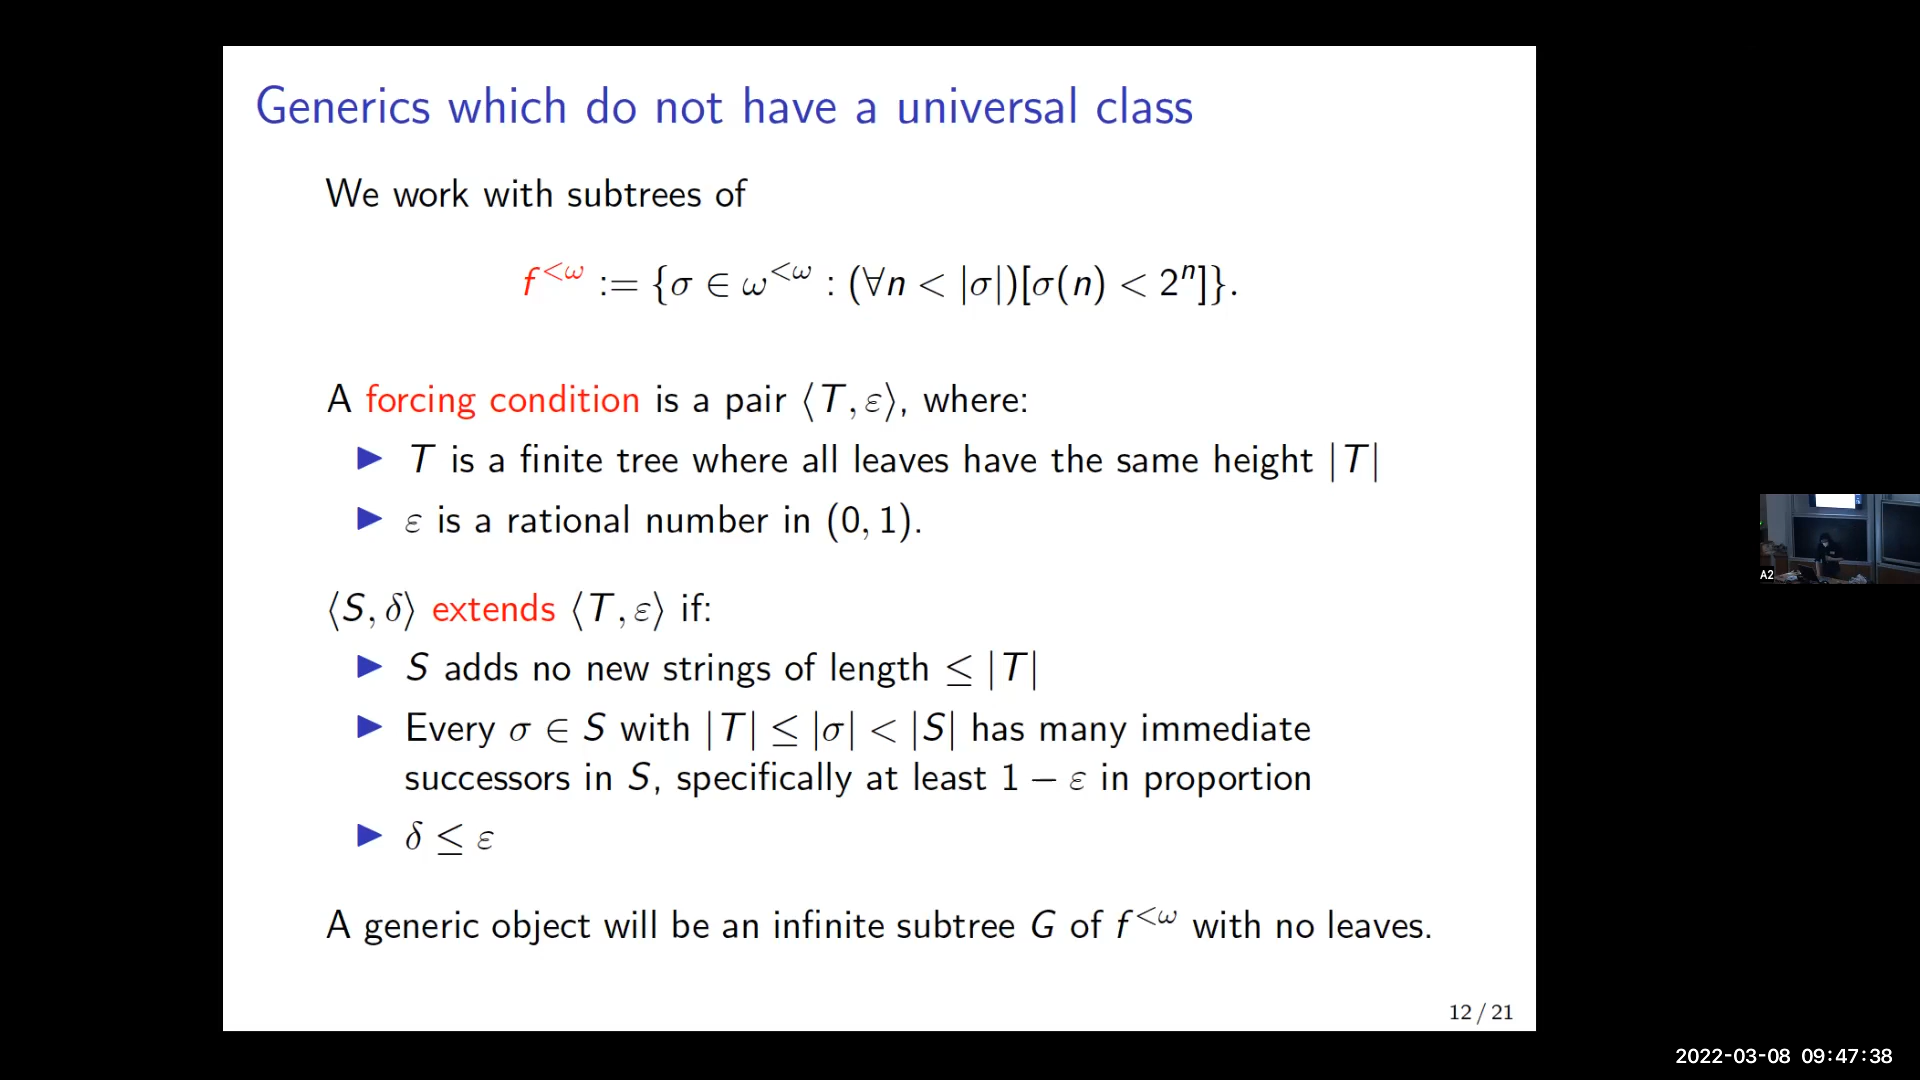 Generics which do not have a universal class
We work with subtrees of
f^{<ω} := {σ ∈ ω^{<ω} : (∀n < |σ|)[σ(n) < 2^n]}.
A forcing condition is a pair ⟨T, ε⟩, where:
▶ T is a finite tree where all leaves have the same height |T|
▶ ε is a rational number in (0, 1).
⟨S, δ⟩ extends ⟨T, ε⟩ if:
▶ S adds no new strings of length ≤ |T|
▶ Every σ ∈ S with |T| ≤ |σ| < |S| has many immediate
successors in S, specifically at least 1 − ε in proportion
▶ δ ≤ ε
A generic object will be an infinite subtree G of f^{<ω} with no leaves.
12 / 21
A2
2022-03-08 09:47:38